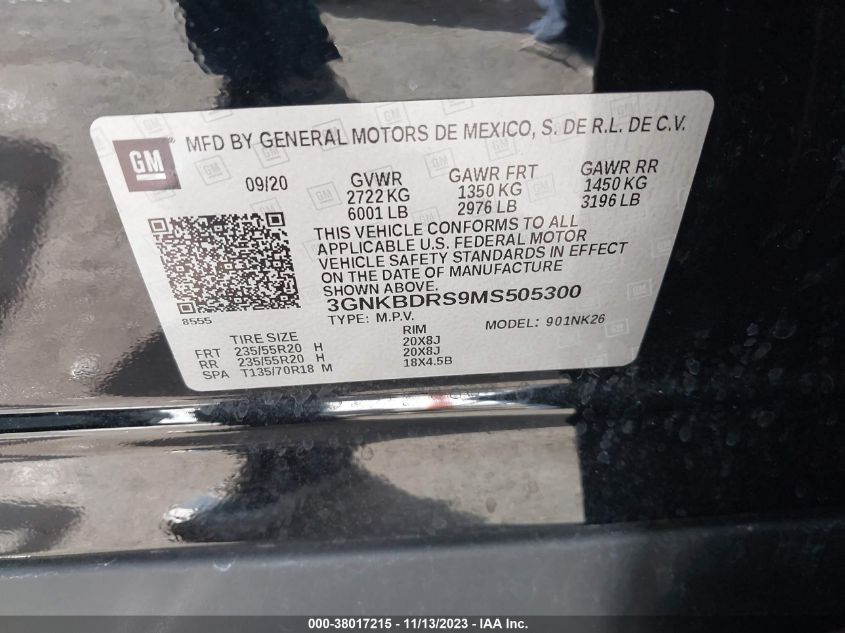 GM
MFD BY GENERAL MOTORS DE MEXICO, S. DE R.L. DE C.V.
09/20 GVWR GAWR FRT GAWR RR
2722 KG 1350 KG 1450 KG
6001 LB 2976 LB 3196 LB
THIS VEHICLE CONFORMS TO ALL
APPLICABLE U.S. FEDERAL MOTOR
VEHICLE SAFETY STANDARDS IN EFFECT
ON THE DATE OF MANUFACTURE
SHOWN ABOVE.
3GNKBDRS9MS505300
8555 TYPE: M.P.V. MODEL: 901NK26
TIRE SIZE RIM
FRT 235/55R20 H 20X8J
RR 235/55R20 H 20X8J
SPA T135/70R18 M 18X4.5B
000-38017215 - 11/13/2023 - IAA Inc.